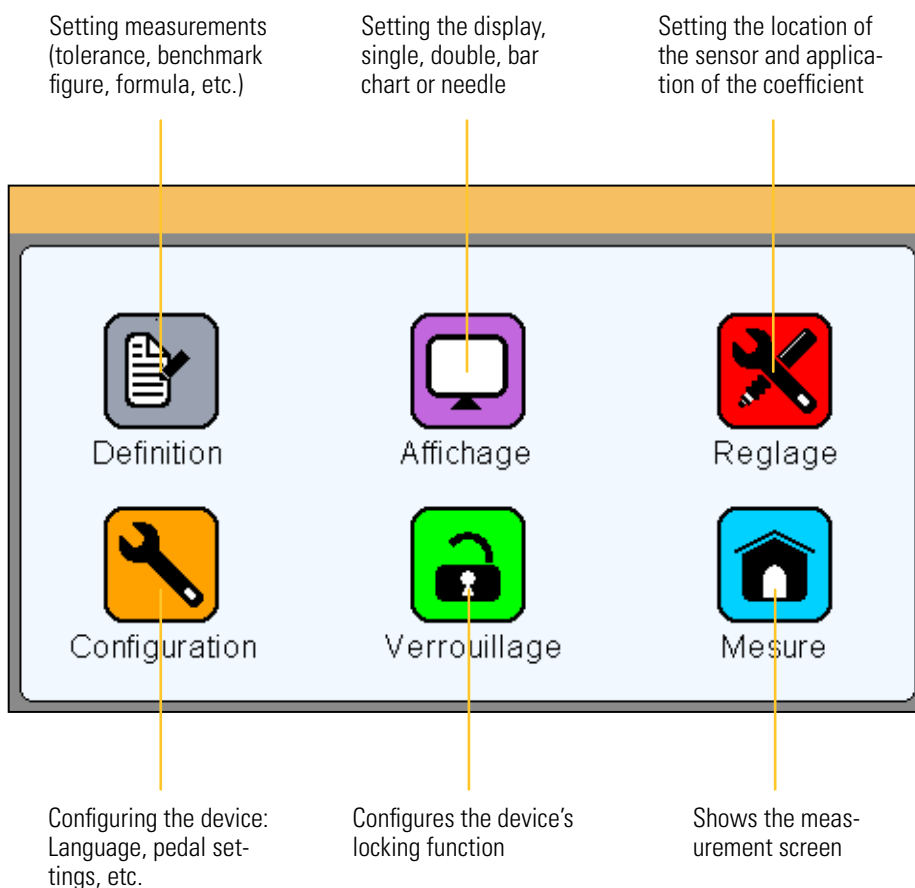 Setting measurements
(tolerance, benchmark
figure, formula, etc.)
Setting the display,
single, double, bar
chart or needle
Setting the location of
the sensor and applica-
tion of the coefficient
Definition
Affichage
Reglage
Configuration
Verrouillage
Mesure
Configuring the device:
Language, pedal set-
tings, etc.
Configures the device's
locking function
Shows the meas-
urement screen